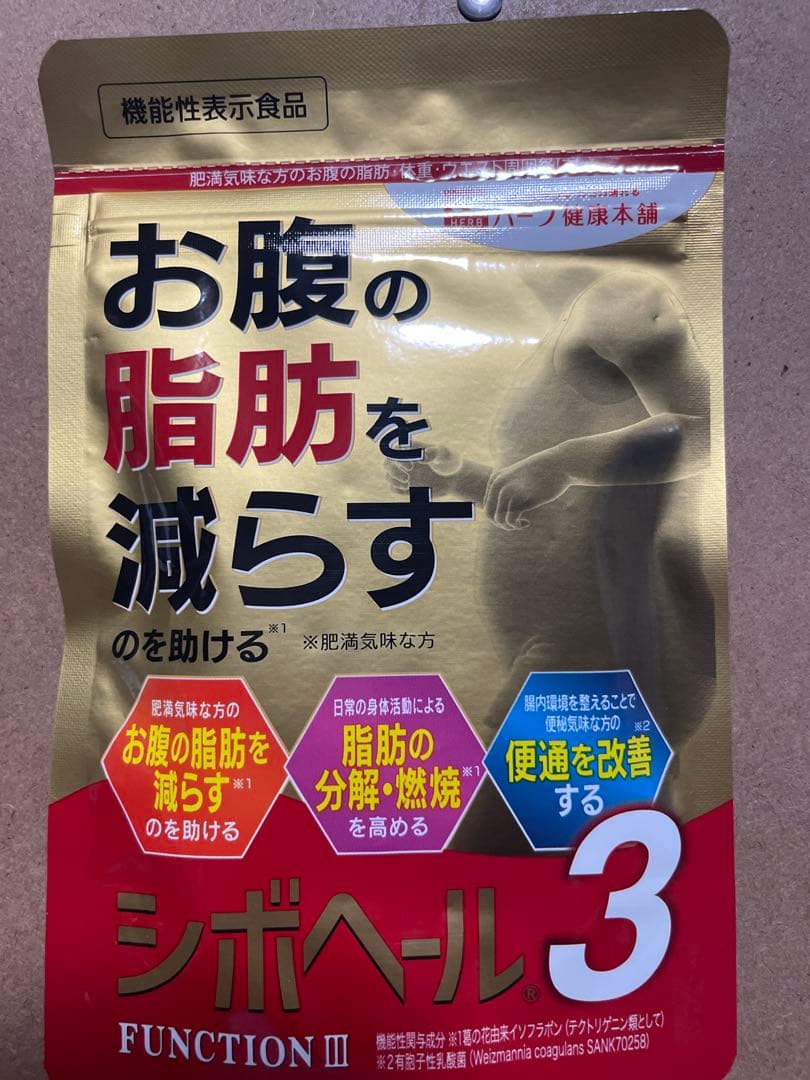 機能性表示食品
肥満気味な方のお腹の脂肪・体重・ウエスト周囲
HERB ハーブ健康本舗
お腹の
脂肪を
減らす
のを助ける※1 ※肥満気味な方
肥満気味な方の
お腹の脂肪を
減らす※1
のを助ける
日常の身体活動による
脂肪の
分解・燃焼※1
を高める
腸内環境を整えることで
便秘気味な方の
便通を改善※2
する
シボヘール®3
FUNCTION Ⅲ
機能性関与成分 ※1葛の花由来イソフラボン(テクトリゲニン類として)
※2有胞子性乳酸菌(Weizmannia coagulans SANK70258)